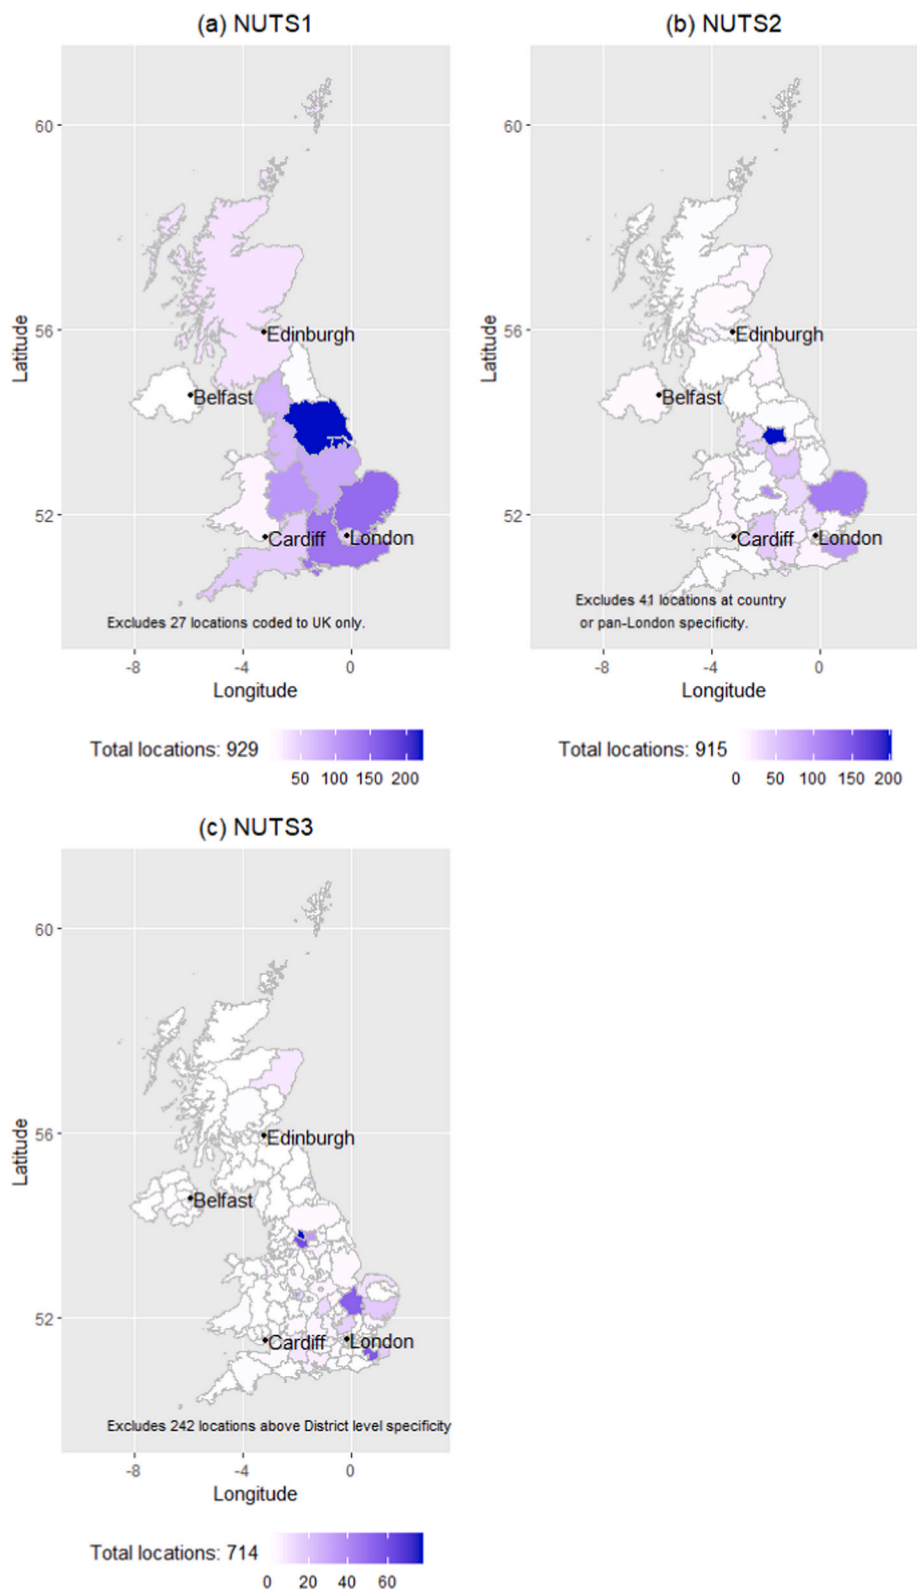 (a) NUTS1
(b) NUTS2
60
60
56
56
Edinburgh
Edinburgh
Latitude
Latitude
Belfast
Belfast
52
52
Cardiff
London
Cardiff
London
Excludes 27 locations coded to UK only.
Excludes 41 locations at country
or pan-London specificity.
-8
-4
0
-8
-4
0
Longitude
Longitude
Total locations: 929
50 100 150 200
Total locations: 915
0 50 100 150 200
(c) NUTS3
60
56
Edinburgh
Latitude
Belfast
52
Cardiff
London
Excludes 242 locations above District level specificity
-8
-4
0
Longitude
Total locations: 714
0 20 40 60